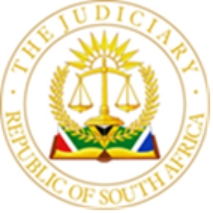 THE JUDICIARY
REPUBLIC OF SOUTH AFRICA